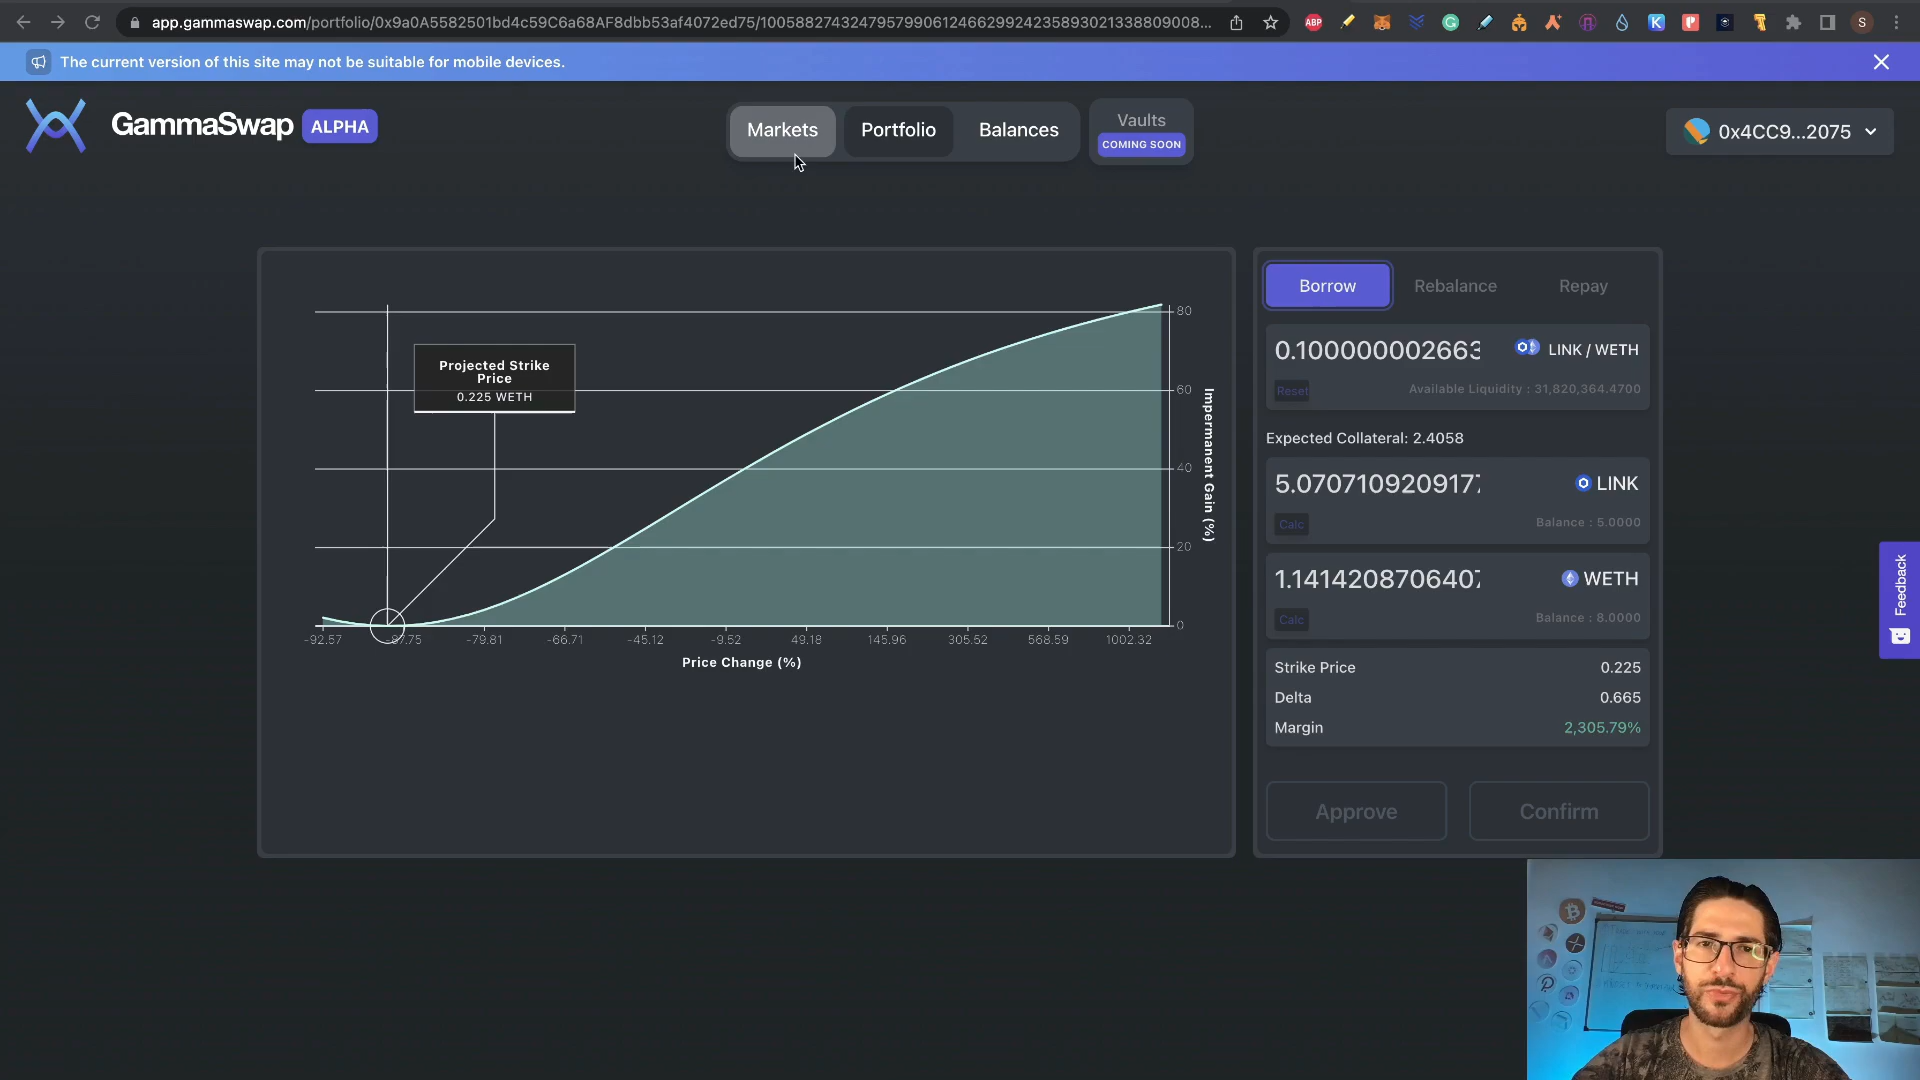 app.gammaswap.com/portfolio/0x9a0A5582501bd4c59C6a68AF8dbb53af4072ed75/100588274324795799061246629924235893021338809008...
The current version of this site may not be suitable for mobile devices.
GammaSwap ALPHA
Markets Portfolio Balances
Vaults
COMING SOON
0x4CC9...2075
Borrow Rebalance Repay
0.100000002663 LINK / WETH
Reset Available Liquidity : 31,820,364.4700
Expected Collateral: 2.4058
5.0707109209177 LINK
Calc Balance : 5.0000
1.1414208706407 WETH
Calc Balance : 8.0000
Strike Price 0.225
Delta 0.665
Margin 2,305.79%
Approve Confirm
Projected Strike
Price
0.225 WETH
80
60
40
20
0
Impermanent Gain (%)
-92.57 -87.75 -79.81 -66.71 -45.12 -9.52 49.18 145.96 305.52 568.59 1002.32
Price Change (%)
Feedback
ABP
S